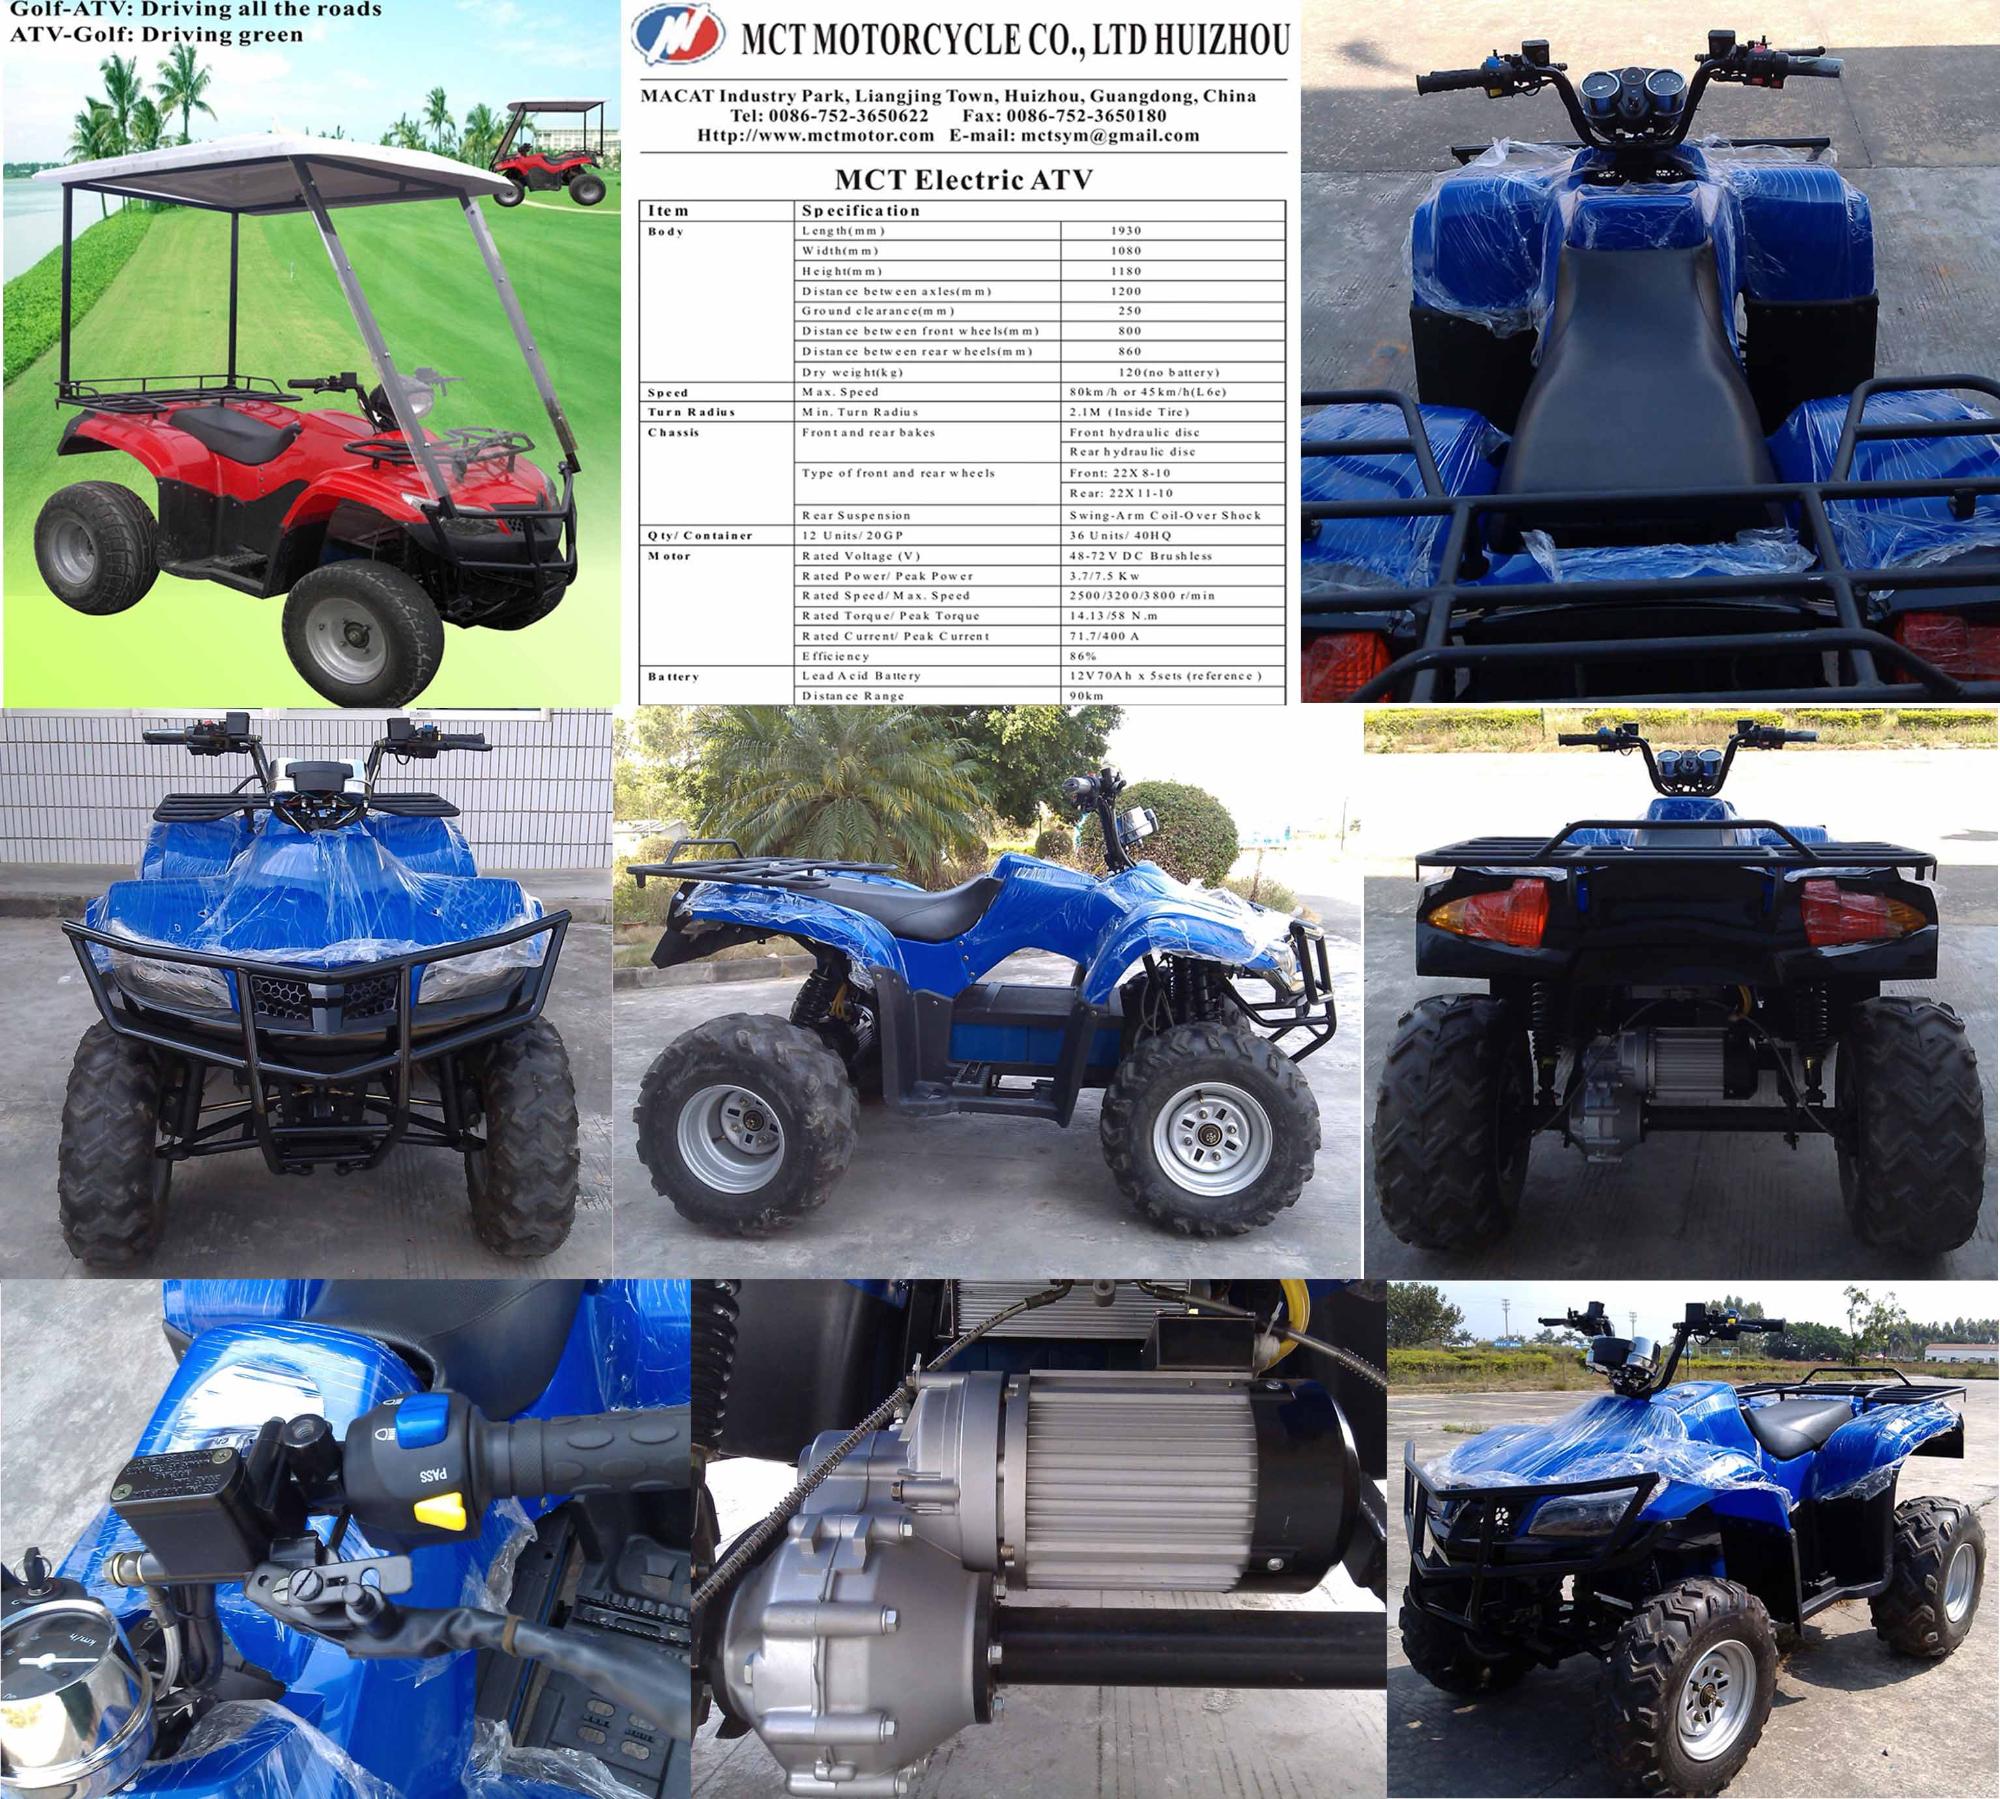 Golf-ATV: Driving all the roads
ATV-Golf: Driving green
MCT MOTORCYCLE CO., LTD HUIZHOU
MACAT Industry Park, Liangjing Town, Huizhou, Guangdong, China
Tel: 0086-752-3650622 Fax: 0086-752-3650180
Http://www.mctmotor.com E-mail: mctsym@gmail.com
MCT Electric ATV
Item Specification
Body Length(mm) 1930
Width(mm) 1080
Height(mm) 1180
Distance between axles(mm) 1200
Ground clearance(mm) 250
Distance between front wheels(mm) 800
Distance between rear wheels(mm) 860
Dry weight(kg) 120(no battery)
Speed Max. Speed 80km/h or 45km/h(L6e)
Turn Radius Min. Turn Radius 2.1M (Inside Tire)
Chassis Front and rear bakes Front hydraulic disc
Rear hydraulic disc
Type of front and rear wheels Front: 22X8-10
Rear: 22X11-10
Rear Suspension Swing-Arm Coil-Over Shock
Qty/ Container 12 Units/ 20GP 36 Units/ 40HQ
Motor Rated Voltage (V) 48-72V DC Brushless
Rated Power/ Peak Power 3.7/7.5 Kw
Rated Speed/ Max. Speed 2500/3200/3800 r/min
Rated Torque/ Peak Torque 14.13/58 N.m
Rated Current/ Peak Current 71.7/400 A
Efficiency 86%
Battery Lead Acid Battery 12V70Ah x 5sets (reference )
Distance Range 90km
PASS
km/h